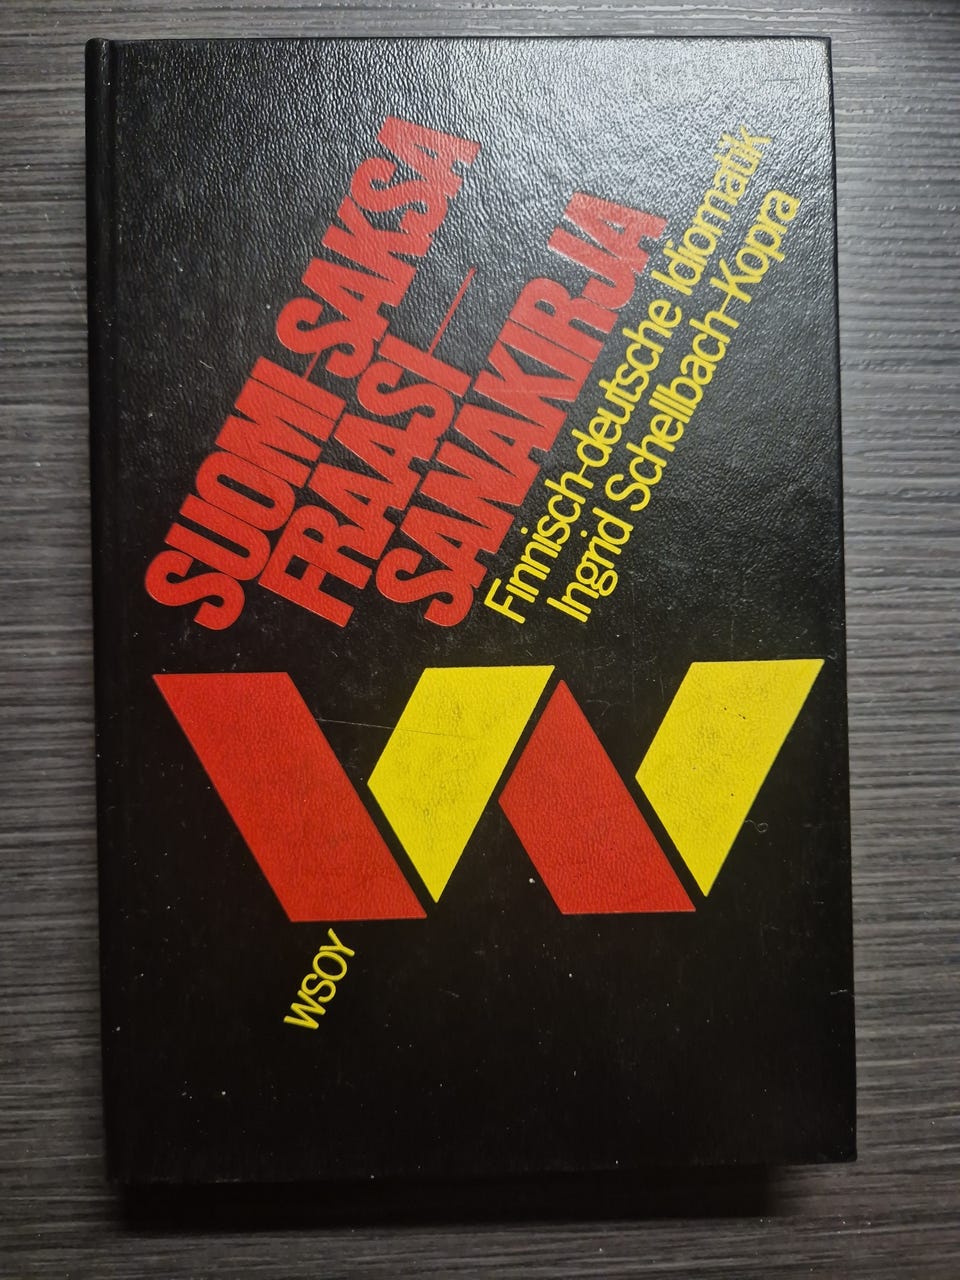 SUOMI-SAKSA
FRAASI-
SANAKIRJA
Finnisch-deutsche Idiomatik
Ingrid Schellbach-Kopra
WSOY